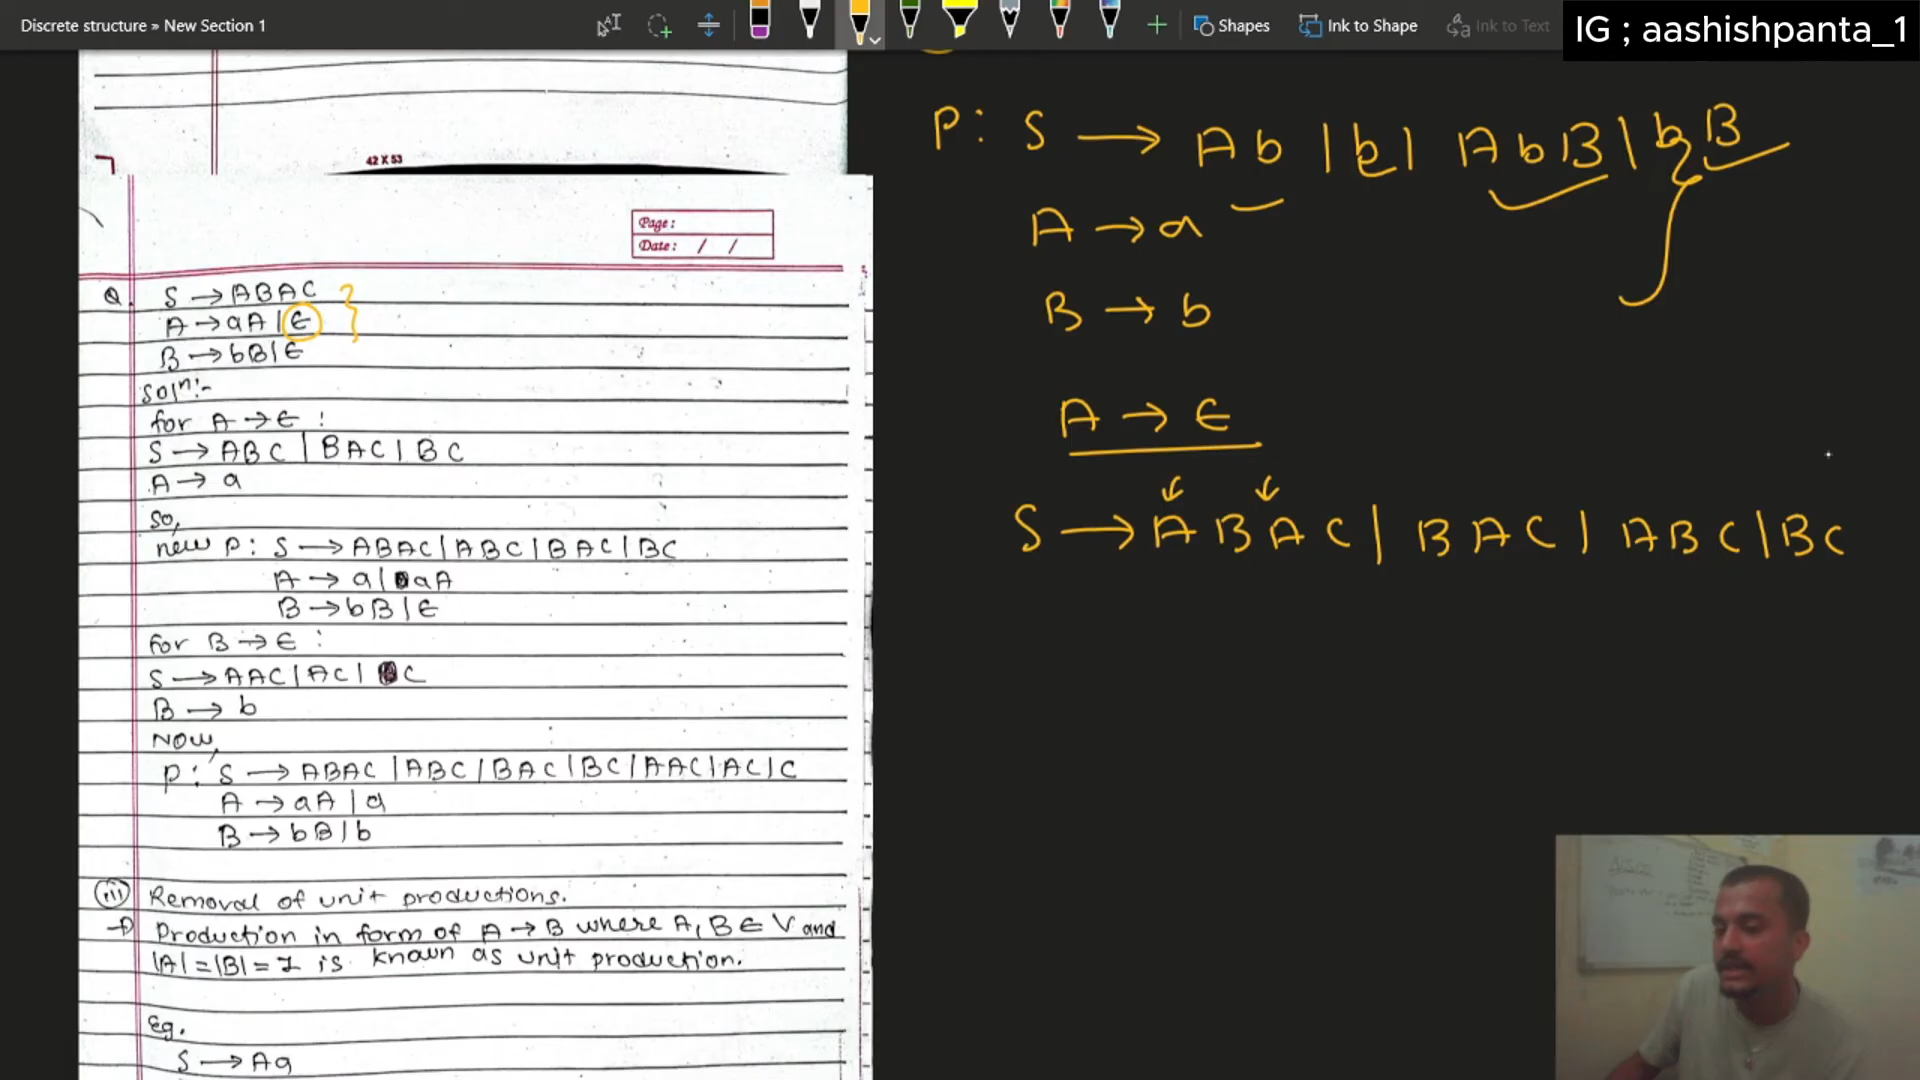 Discrete structure » New Section 1
Shapes
Ink to Shape
Ink to Text
IG ; aashishpanta_1
42 X 53
Page:
Date: / /
Q. S → ABAC
A → aA | ϵ
B → bB | ϵ
Soln:-
for A → ϵ :
S → ABC | BAC | BC
A → a
So,
new P: S → ABAC | ABC | BAC | BC
A → a | aA
B → bB | ϵ
For B → ϵ :
S → AAC | AC | C
B → b
Now,
P: S → ABAC | ABC | BAC | BC | AAC | AC | C
A → aA | a
B → bB | b
(iii) Removal of unit productions.
→ Production in form of A → B where A, B ∈ V and
|A| = |B| = 1 is known as unit production.
Eg.
S → Aa
P: S → Ab | b | AbB | bB
A → a
B → b
A → ϵ
S → ABAC | BAC | ABC | BC